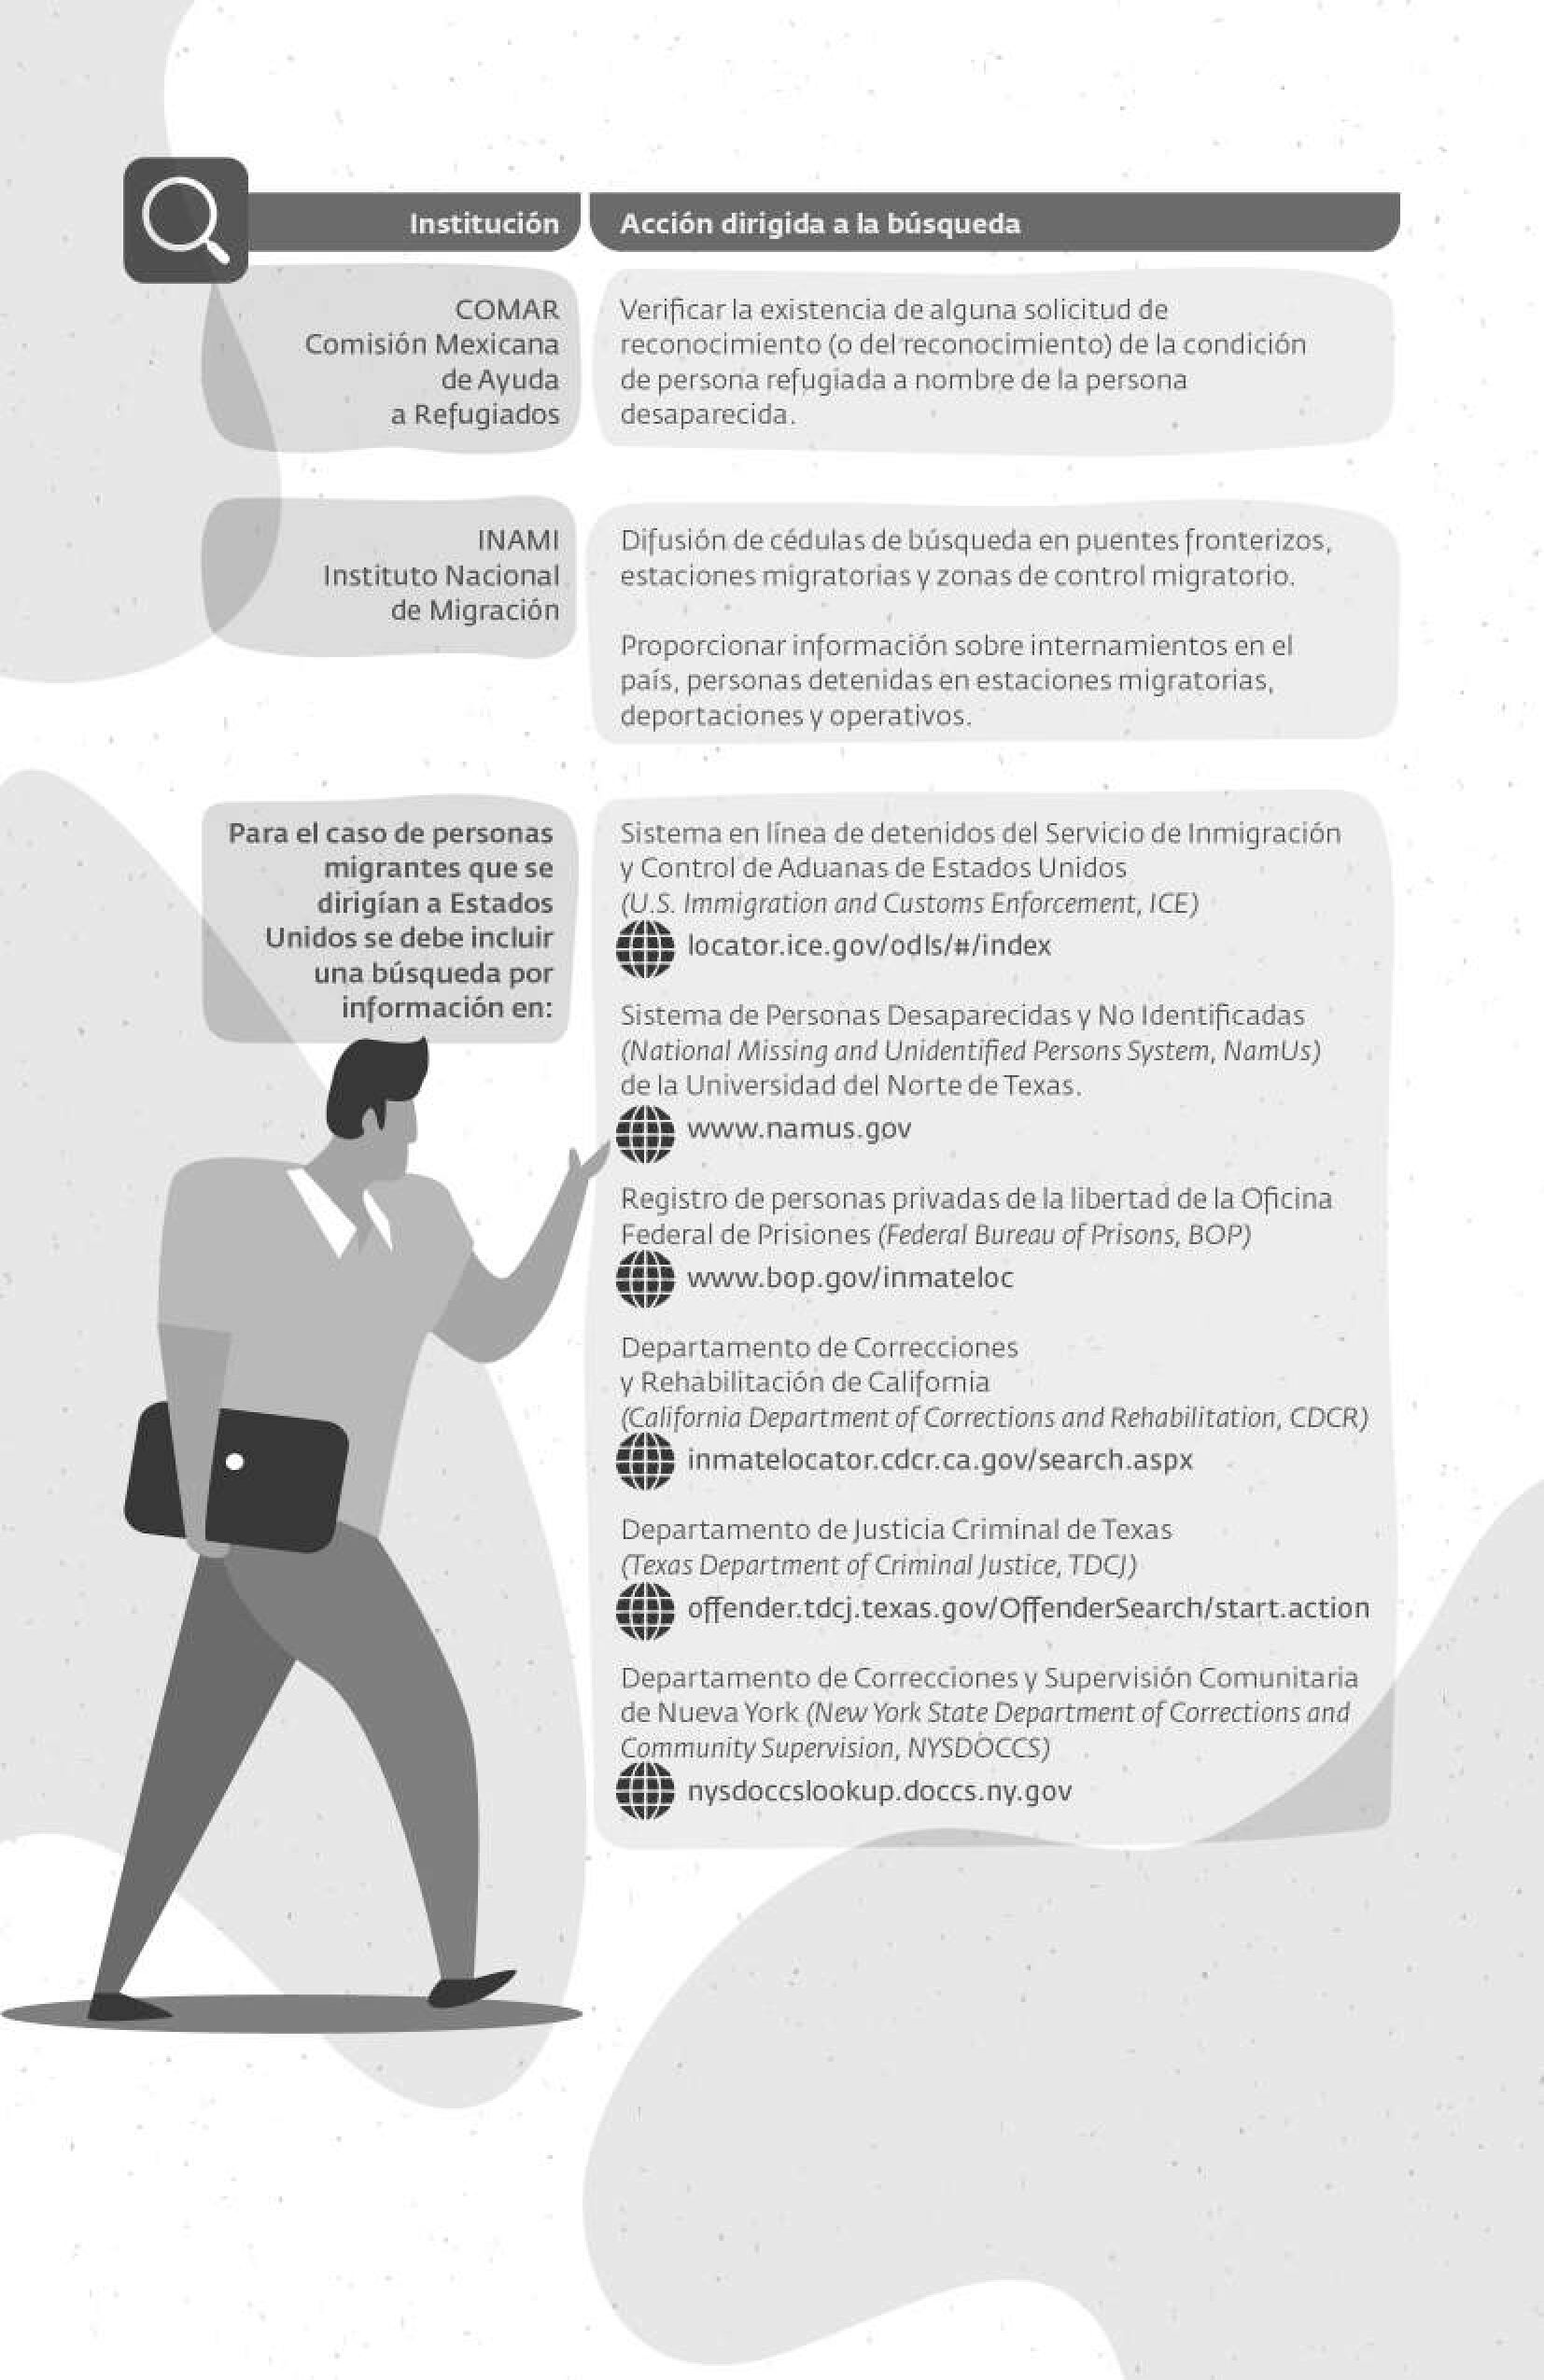 Institución
Acción dirigida a la búsqueda
COMAR
Comisión Mexicana
de Ayuda
a Refugiados
Verificar la existencia de alguna solicitud de
reconocimiento (o del reconocimiento) de la condición
de persona refugiada a nombre de la persona
desaparecida.
INAMI
Instituto Nacional
de Migración
Difusión de cédulas de búsqueda en puentes fronterizos,
estaciones migratorias y zonas de control migratorio.
Proporcionar información sobre internamientos en el
país, personas detenidas en estaciones migratorias,
deportaciones y operativos.
Para el caso de personas
migrantes que se
dirigían a Estados
Unidos se debe incluir
una búsqueda por
información en:
Sistema en línea de detenidos del Servicio de Inmigración
y Control de Aduanas de Estados Unidos
(U.S. Immigration and Customs Enforcement, ICE)
locator.ice.gov/odls/#/index
Sistema de Personas Desaparecidas y No Identificadas
(National Missing and Unidentified Persons System, NamUs)
de la Universidad del Norte de Texas.
www.namus.gov
Registro de personas privadas de la libertad de la Oficina
Federal de Prisiones (Federal Bureau of Prisons, BOP)
www.bop.gov/inmateloc
Departamento de Correcciones
y Rehabilitación de California
(California Department of Corrections and Rehabilitation, CDCR)
inmatelocator.cdcr.ca.gov/search.aspx
Departamento de Justicia Criminal de Texas
(Texas Department of Criminal Justice, TDCJ)
offender.tdcj.texas.gov/OffenderSearch/start.action
Departamento de Correcciones y Supervisión Comunitaria
de Nueva York (New York State Department of Corrections and
Community Supervision, NYSDOCCS)
nysdoccslookup.doccs.ny.gov